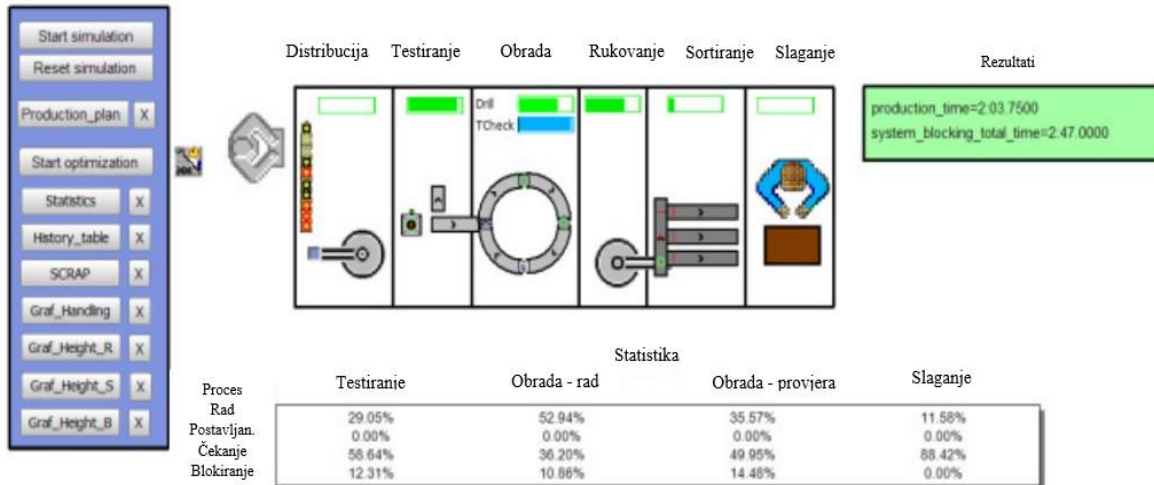 Start simulation
Reset simulation
Production_plan X
Start optimization
Statistics X
History_table X
SCRAP X
Graf_Handling X
Graf_Height_R X
Graf_Height_S X
Graf_Height_B X
Distribucija Testiranje Obrada Rukovanje Sortiranje Slaganje
Drill
TCheck
Rezultati
production_time=2:03.7500
system_blocking_total_time=2:47.0000
Statistika
Proces Testiranje Obrada - rad Obrada - provjera Slaganje
Rad 29.05% 52.94% 35.57% 11.58%
Postavljan. 0.00% 0.00% 0.00% 0.00%
Čekanje 58.64% 36.20% 49.95% 88.42%
Blokiranje 12.31% 10.86% 14.48% 0.00%